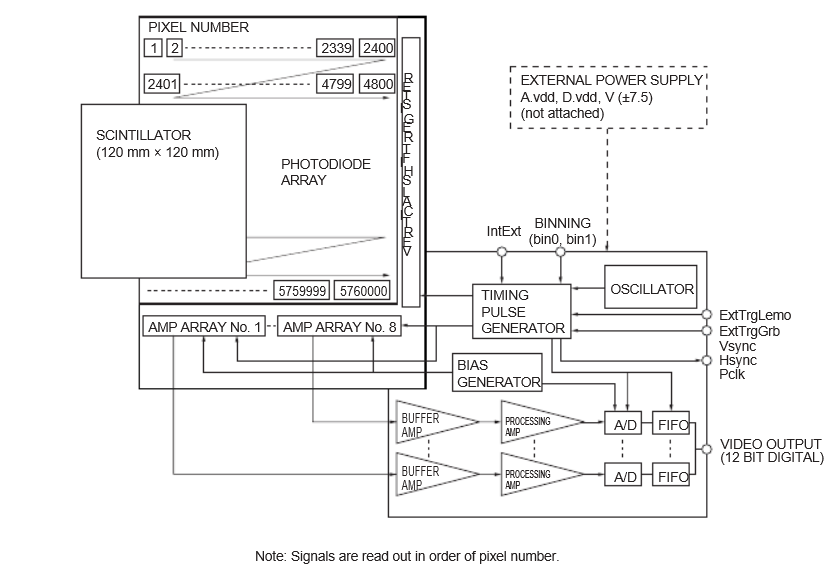 PIXEL NUMBER
1 2 2339 2400
2401 4799 4800
SCINTILLATOR
(120 mm × 120 mm)
PHOTODIODE
ARRAY
VERTICAL SHIFT REGISTER
5759999 5760000
AMP ARRAY No. 1 AMP ARRAY No. 8
EXTERNAL POWER SUPPLY
A.vdd, D.vdd, V (±7.5)
(not attached)
IntExt
BINNING
(bin0, bin1)
TIMING
PULSE
GENERATOR
OSCILLATOR
ExtTrgLemo
ExtTrgGrb
Vsync
Hsync
Pclk
BIAS
GENERATOR
BUFFER
AMP
PROCESSING
AMP
A/D
FIFO
BUFFER
AMP
PROCESSING
AMP
A/D
FIFO
VIDEO OUTPUT
(12 BIT DIGITAL)
Note: Signals are read out in order of pixel number.